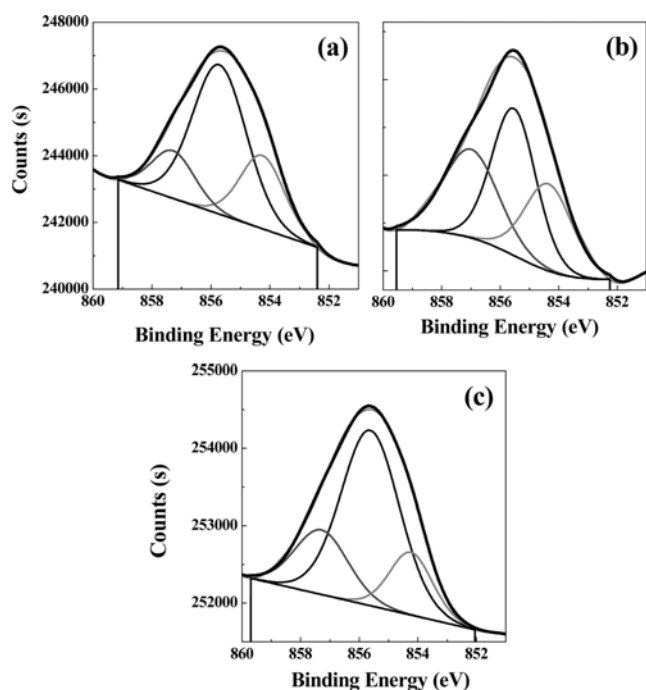 248000
246000
244000
242000
240000
Counts (s)
(a)
860 858 856 854 852
Binding Energy (eV)
(b)
860 858 856 854 852
Binding Energy (eV)
255000
254000
253000
252000
Counts (s)
(c)
860 858 856 854 852
Binding Energy (eV)